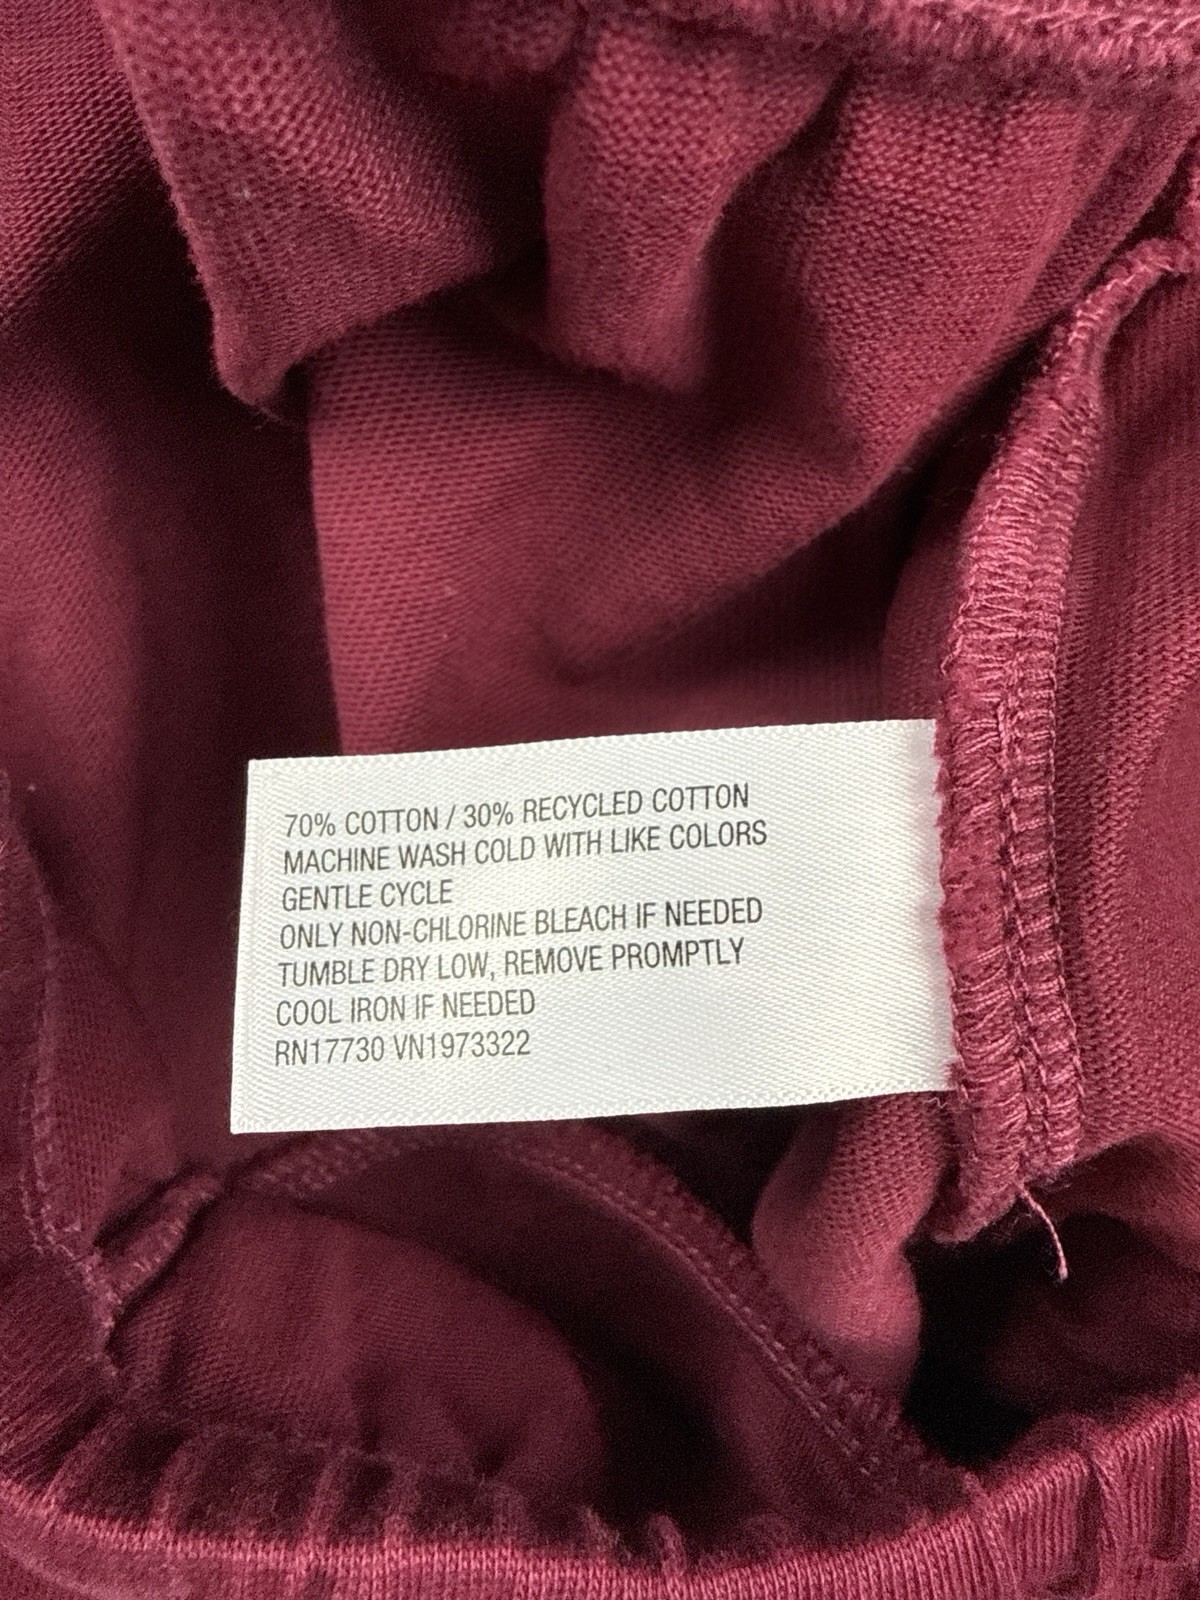 70% COTTON / 30% RECYCLED COTTON
MACHINE WASH COLD WITH LIKE COLORS
GENTLE CYCLE
ONLY NON-CHLORINE BLEACH IF NEEDED
TUMBLE DRY LOW, REMOVE PROMPTLY
COOL IRON IF NEEDED
RN17730 VN1973322